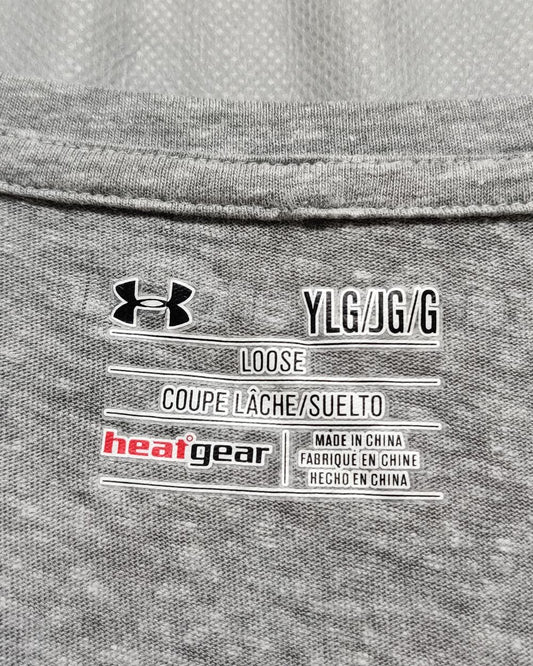 YLG/JG/G
LOOSE
COUPE LÂCHE/SUELTO
heatgear
MADE IN CHINA
FABRIQUÉ EN CHINE
HECHO EN CHINA